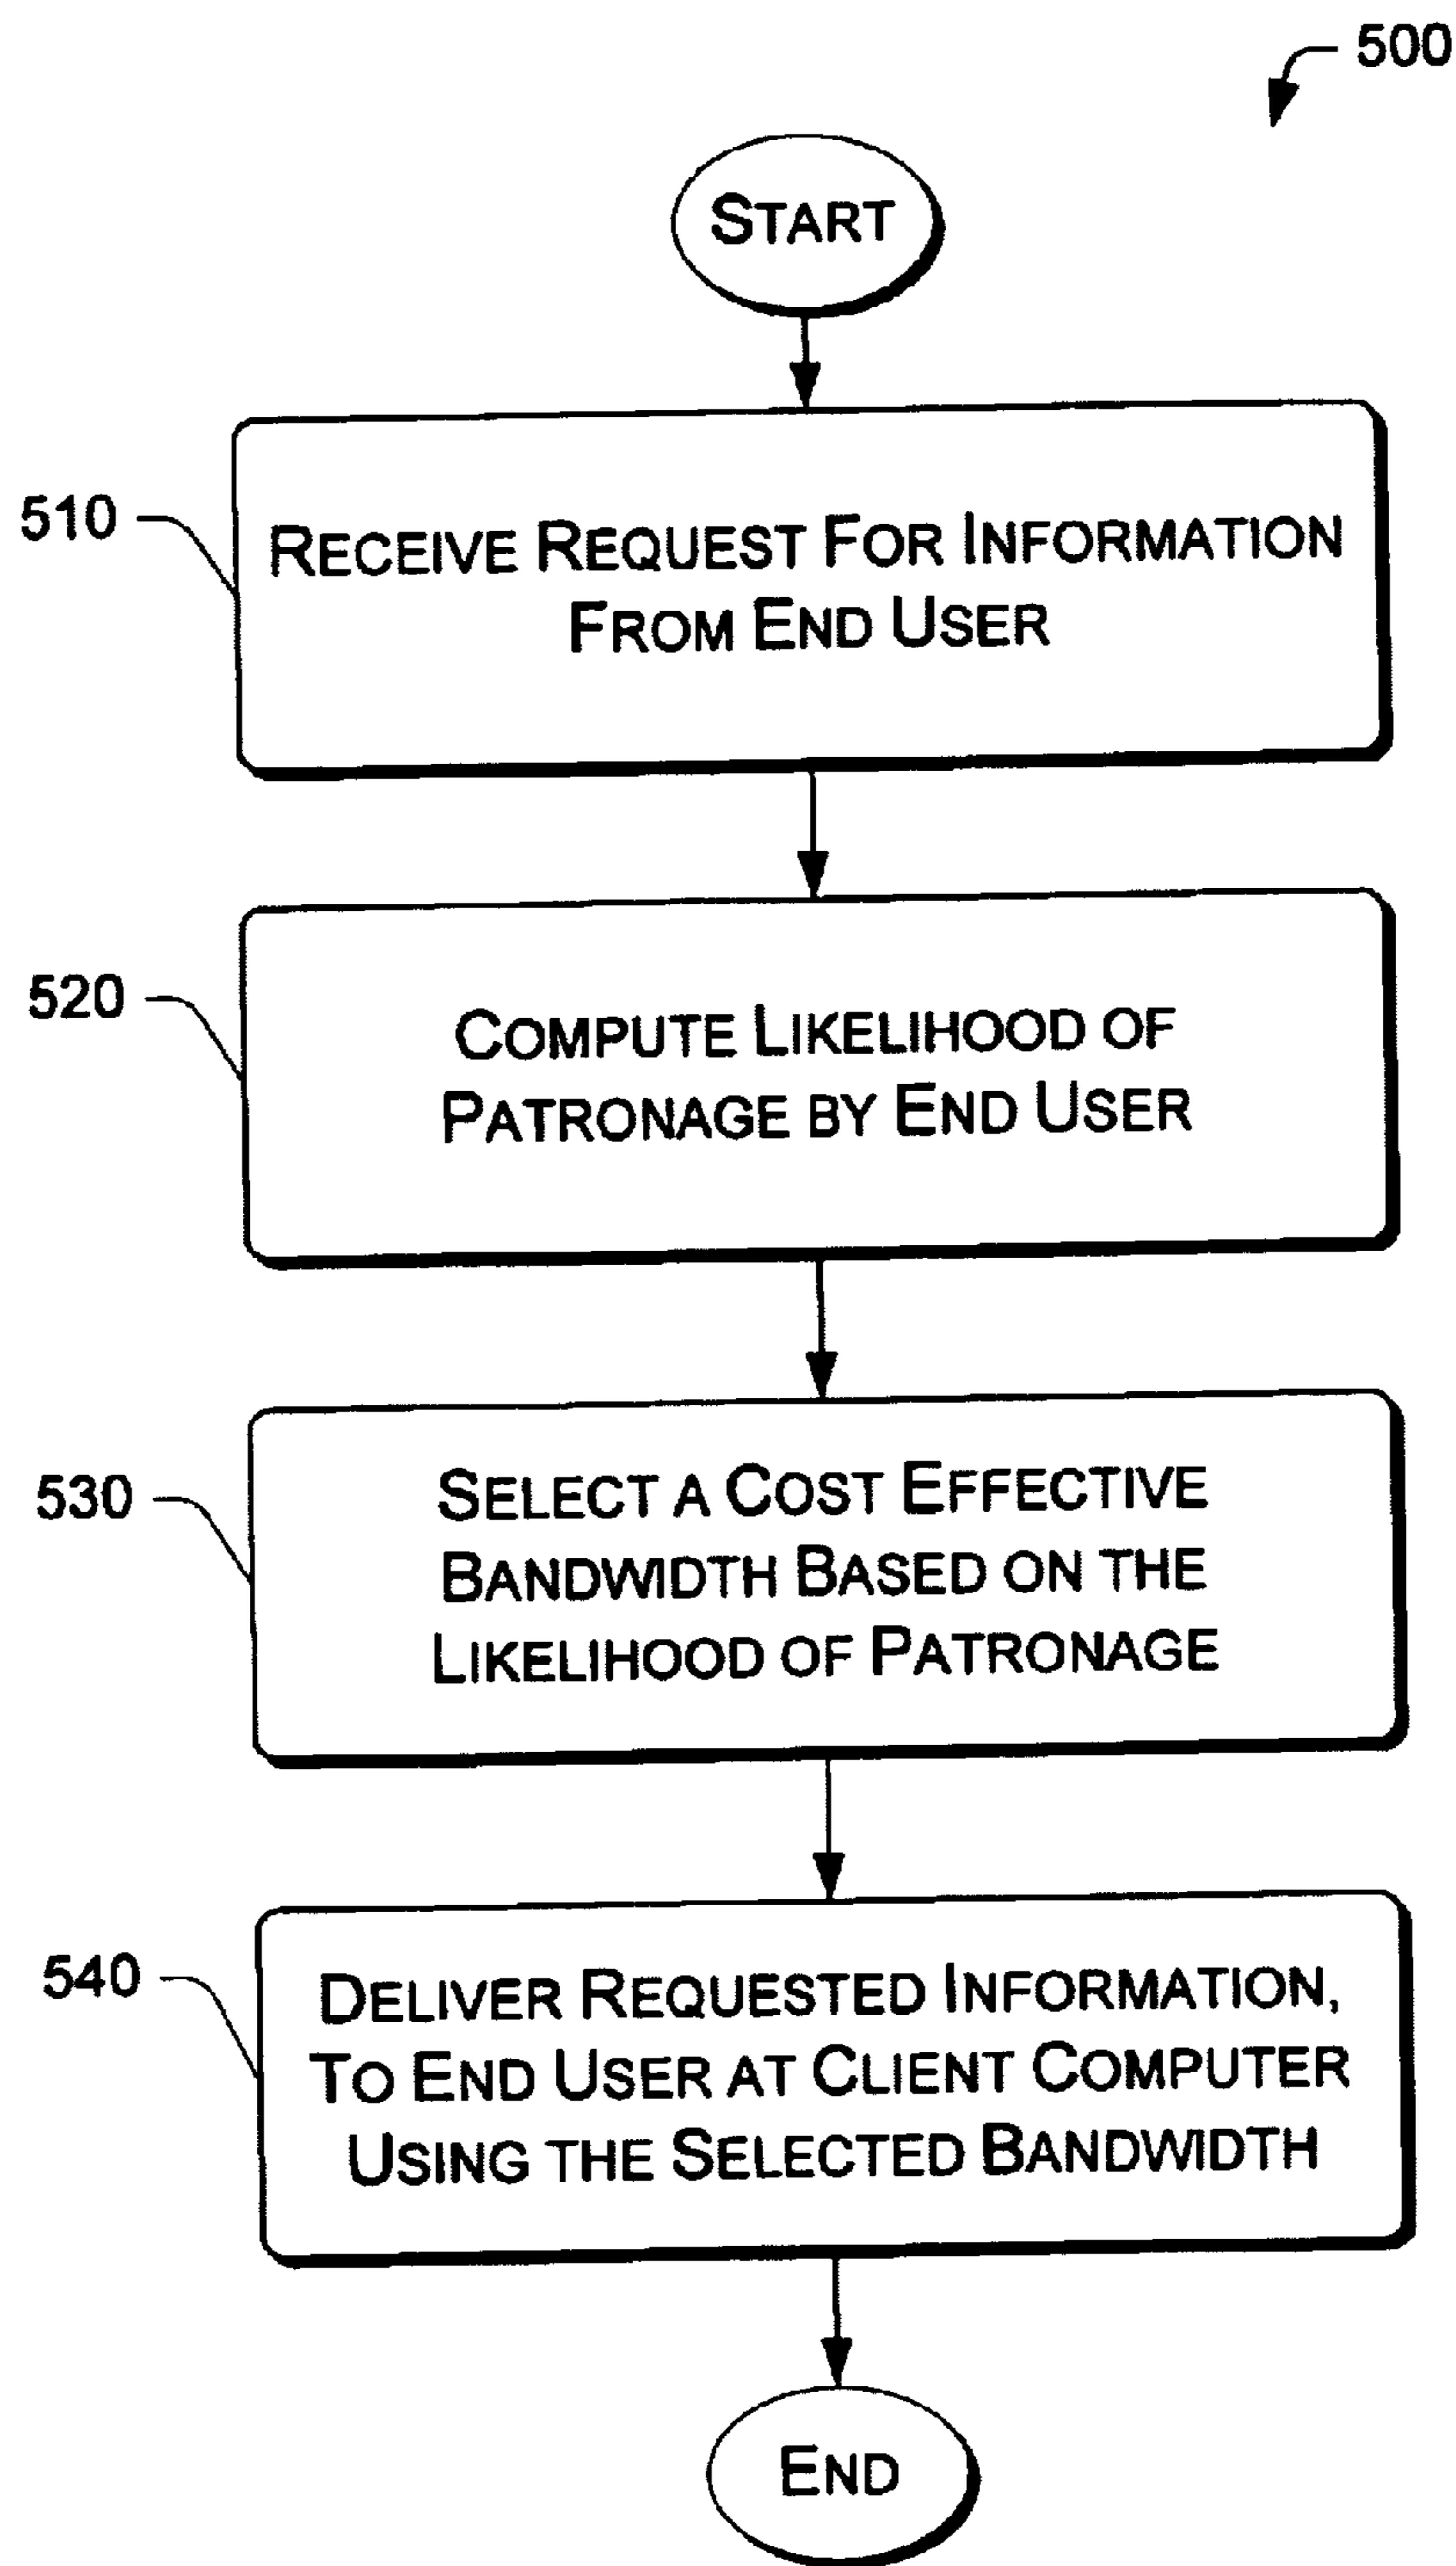 500
START
510
RECEIVE REQUEST FOR INFORMATION
FROM END USER
520
COMPUTE LIKELIHOOD OF
PATRONAGE BY END USER
530
SELECT A COST EFFECTIVE
BANDWIDTH BASED ON THE
LIKELIHOOD OF PATRONAGE
540
DELIVER REQUESTED INFORMATION,
TO END USER AT CLIENT COMPUTER
USING THE SELECTED BANDWIDTH
END